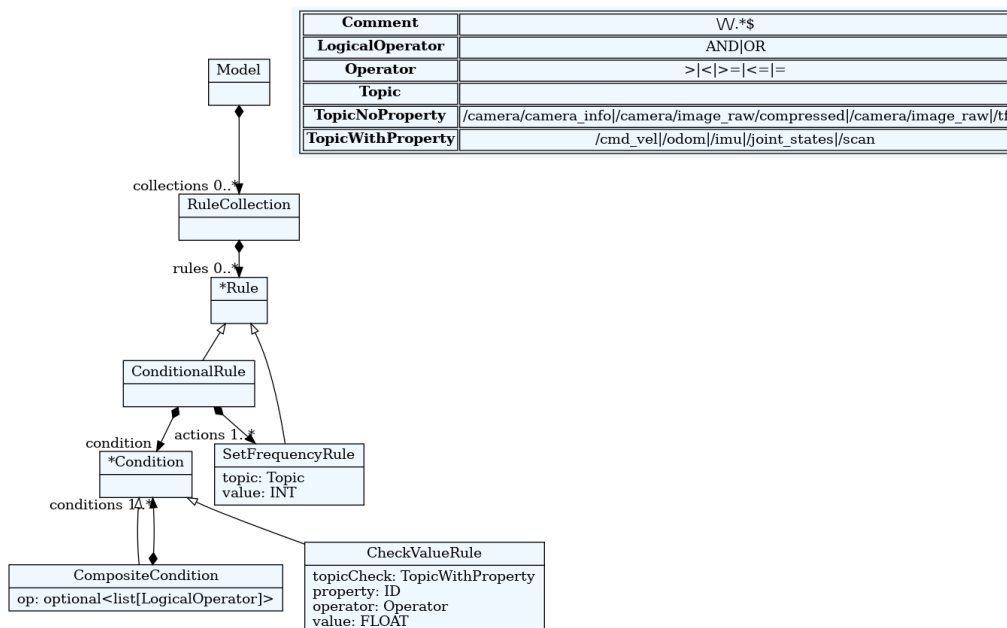 Comment \/\/.*$
LogicalOperator AND|OR
Operator >|<|>=|<=|=
Topic
TopicNoProperty /camera/camera_info|/camera/image_raw/compressed|/camera/image_raw|/tf
TopicWithProperty /cmd_vel|/odom|/imu|/joint_states|/scan
Model
collections 0..*
RuleCollection
rules 0..*
*Rule
ConditionalRule
actions 1..*
condition
SetFrequencyRule
topic: Topic
value: INT
*Condition
conditions 1..*
CheckValueRule
topicCheck: TopicWithProperty
property: ID
operator: Operator
value: FLOAT
CompositeCondition
op: optional<list[LogicalOperator]>